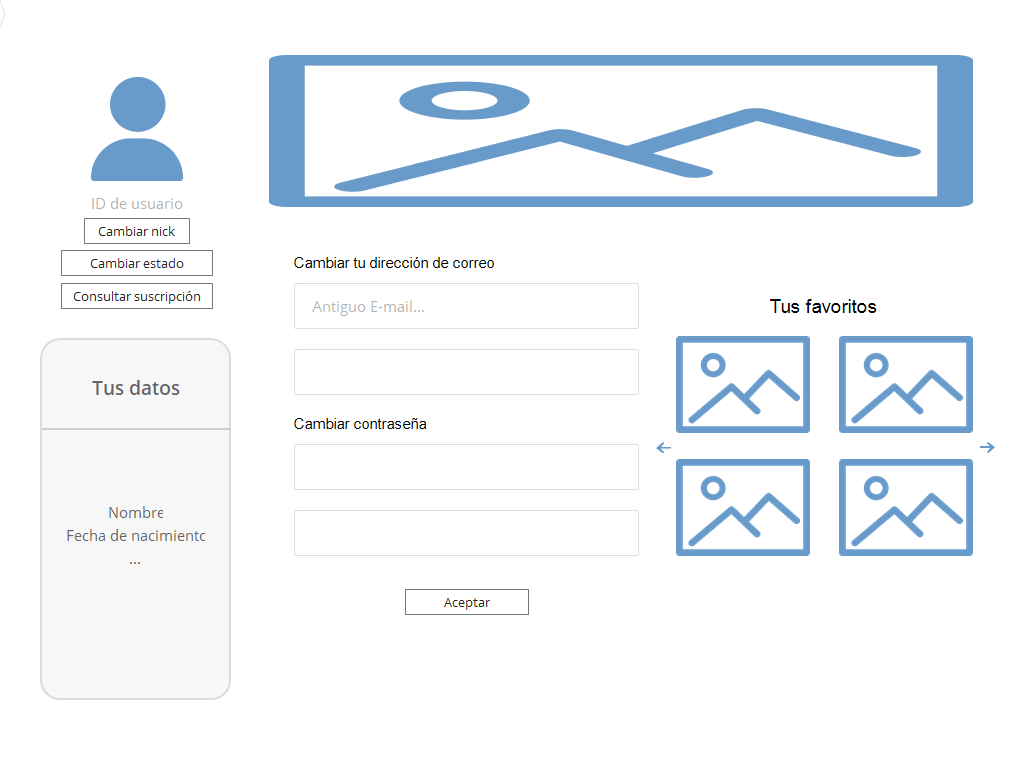 ID de usuario
Cambiar nick
Cambiar estado
Consultar suscripción
Tus datos
Nombre
Fecha de nacimiento
...
Cambiar tu dirección de correo
Antiguo E-mail...
Cambiar contraseña
Aceptar
Tus favoritos